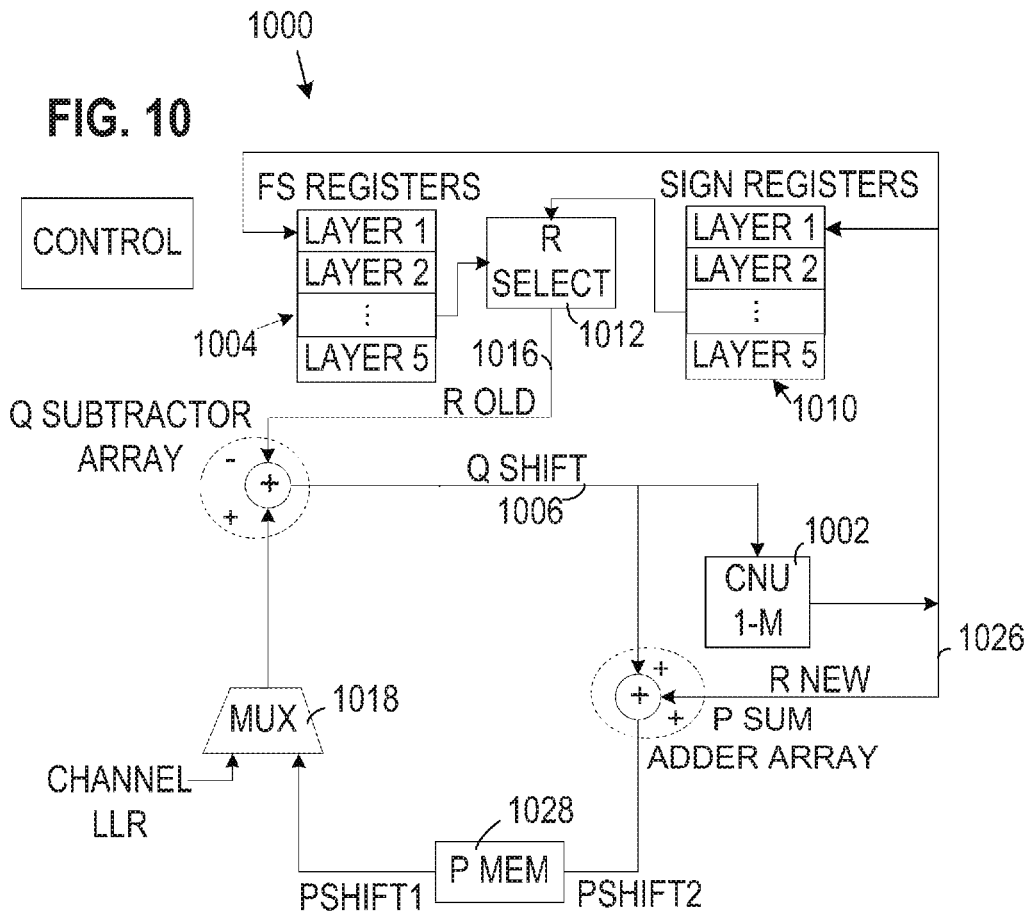 1000
FIG. 10
CONTROL
FS REGISTERS
LAYER 1
LAYER 2
⋮
LAYER 5
1004
R
SELECT
1012
SIGN REGISTERS
LAYER 1
LAYER 2
⋮
LAYER 5
1010
1016
R OLD
Q SUBTRACTOR
ARRAY
-
+
+
Q SHIFT
1006
1002
CNU
1-M
1026
R NEW
+
+
+
P SUM
ADDER ARRAY
MUX
1018
CHANNEL
LLR
1028
P MEM
PSHIFT1
PSHIFT2